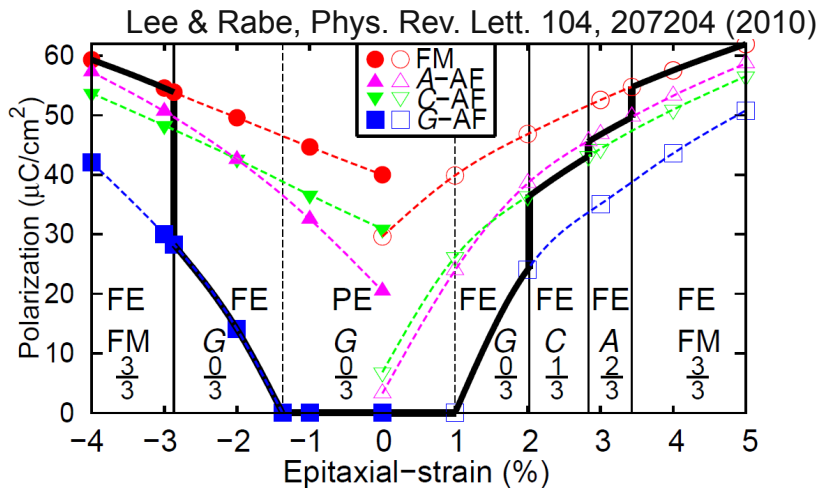 Lee & Rabe, Phys. Rev. Lett. 104, 207204 (2010)
Polarization (μC/cm²)
60
50
40
30
20
10
0
FM
A-AF
C-AF
G-AF
FE FE PE FE FE FE FE
FM G G G C A FM
3/3 0/3 0/3 0/3 1/3 2/3 3/3
−4 −3 −2 −1 0 1 2 3 4 5
Epitaxial−strain (%)